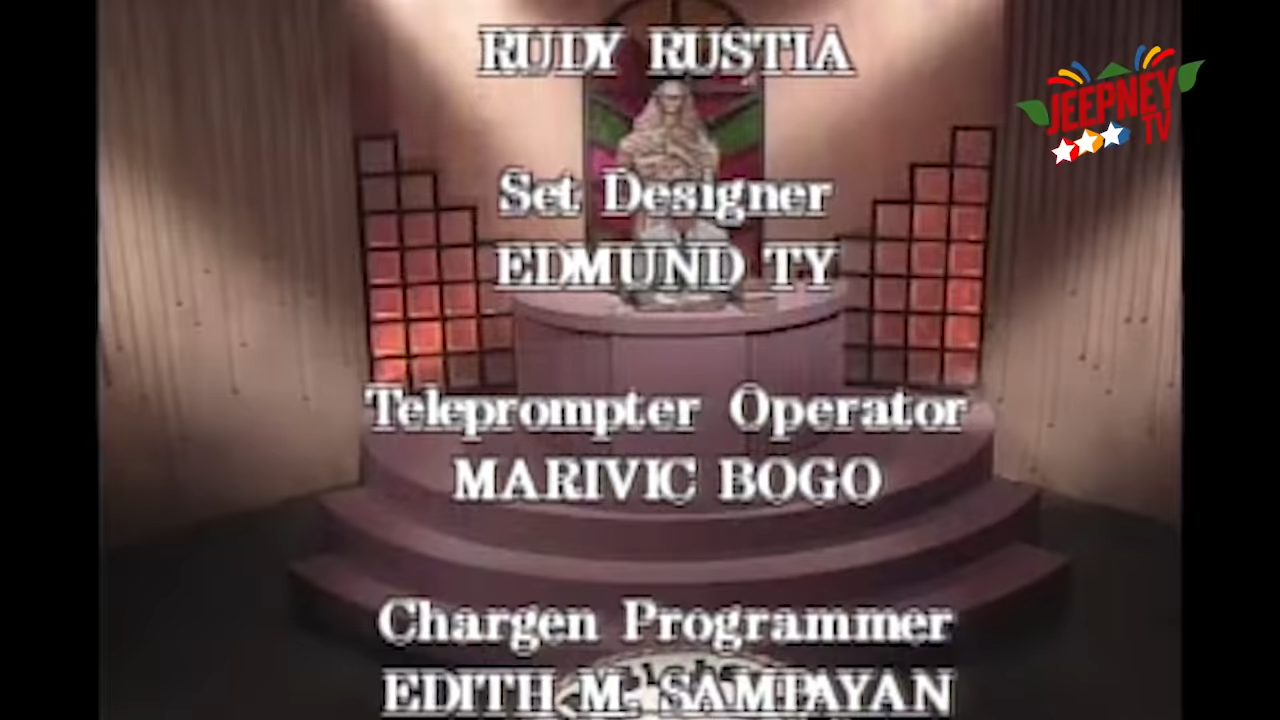 RUDY RUSTIA
JEEPNEY
TV
Set Designer
EDMUND TY
Teleprompter Operator
MARIVIC BOGO
Chargen Programmer
EDITH M. SAMPAYAN